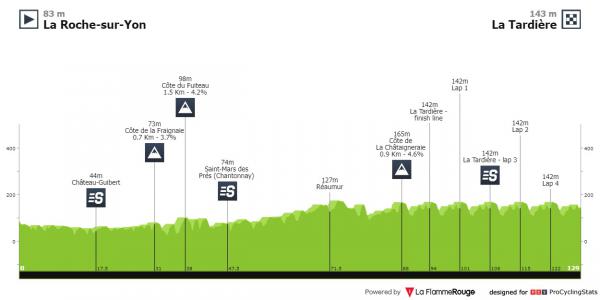 83 m
La Roche-sur-Yon
143 m
La Tardière
98m
Côte du Fuiteau
1.5 Km - 4.2%
142m
Lap 1
142m
La Tardière -
finish line
142m
Lap 2
73m
Côte de la Fraignaie
0.7 Km - 3.7%
165m
Côte de
La Châtaigneraie
0.9 Km - 4.6%
74m
Saint-Mars des
Prés (Chantonnay)
142m
La Tardière - lap 3
44m
Château-Guibert
127m
Réaumur
142m
Lap 4
400
200
0
400
200
0
0
17.5
31
38
47.5
71.5
88
94
101
108
115
122
Powered by La FlammeRouge designed for PCS ProCyclingStats